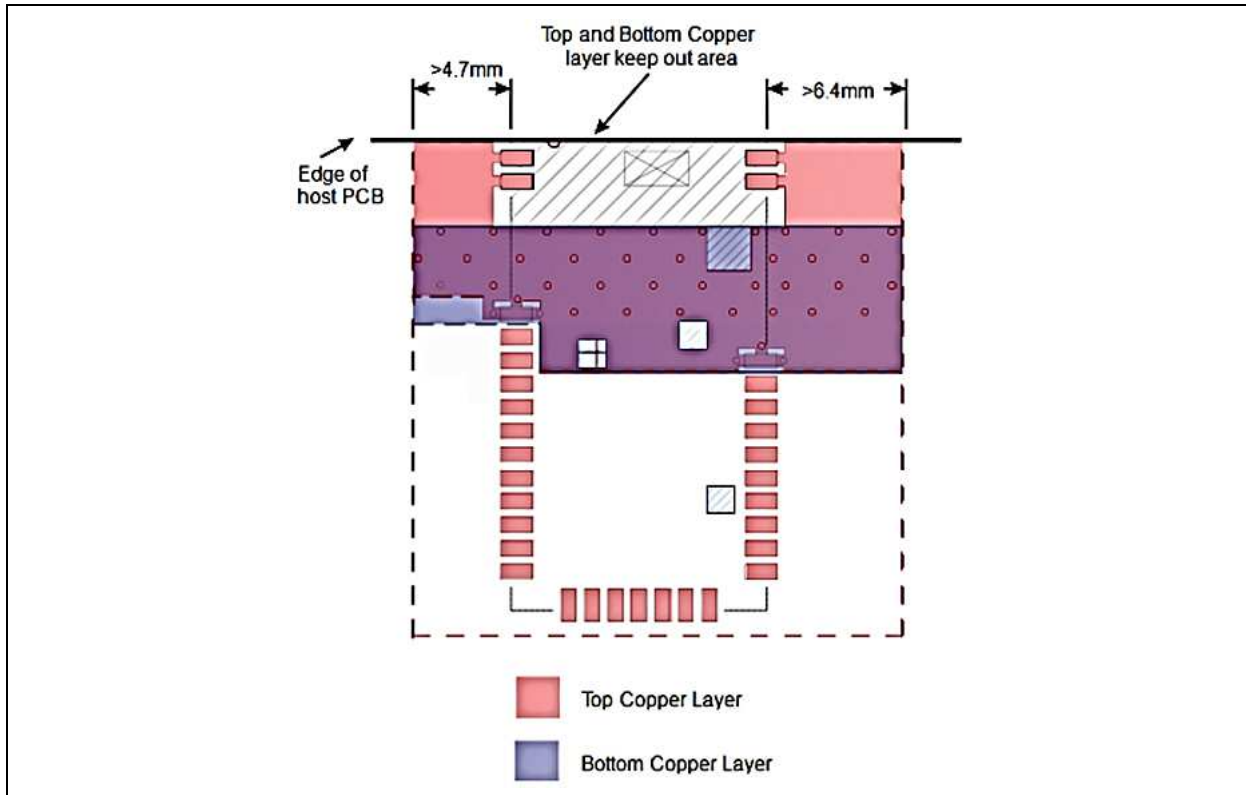 Top and Bottom Copper
layer keep out area
>4.7mm
>6.4mm
Edge of
host PCB
Top Copper Layer
Bottom Copper Layer